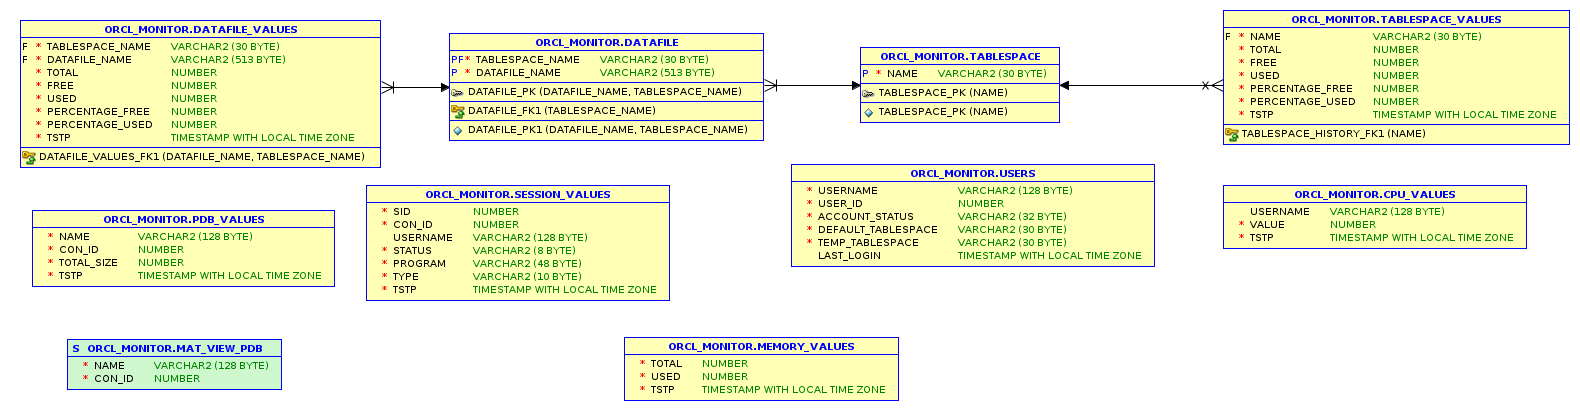 ORCL_MONITOR.DATAFILE_VALUES
F * TABLESPACE_NAME VARCHAR2 (30 BYTE)
F * DATAFILE_NAME VARCHAR2 (513 BYTE)
* TOTAL NUMBER
* FREE NUMBER
* USED NUMBER
* PERCENTAGE_FREE NUMBER
* PERCENTAGE_USED NUMBER
* TSTP TIMESTAMP WITH LOCAL TIME ZONE
DATAFILE_VALUES_FK1 (DATAFILE_NAME, TABLESPACE_NAME)
ORCL_MONITOR.DATAFILE
PF* TABLESPACE_NAME VARCHAR2 (30 BYTE)
P * DATAFILE_NAME VARCHAR2 (513 BYTE)
DATAFILE_PK (DATAFILE_NAME, TABLESPACE_NAME)
DATAFILE_FK1 (TABLESPACE_NAME)
DATAFILE_PK1 (DATAFILE_NAME, TABLESPACE_NAME)
ORCL_MONITOR.TABLESPACE
P * NAME VARCHAR2 (30 BYTE)
TABLESPACE_PK (NAME)
TABLESPACE_PK (NAME)
ORCL_MONITOR.TABLESPACE_VALUES
F * NAME VARCHAR2 (30 BYTE)
* TOTAL NUMBER
* FREE NUMBER
* USED NUMBER
* PERCENTAGE_FREE NUMBER
* PERCENTAGE_USED NUMBER
* TSTP TIMESTAMP WITH LOCAL TIME ZONE
TABLESPACE_HISTORY_FK1 (NAME)
ORCL_MONITOR.PDB_VALUES
* NAME VARCHAR2 (128 BYTE)
* CON_ID NUMBER
* TOTAL_SIZE NUMBER
* TSTP TIMESTAMP WITH LOCAL TIME ZONE
ORCL_MONITOR.SESSION_VALUES
* SID NUMBER
* CON_ID NUMBER
USERNAME VARCHAR2 (128 BYTE)
* STATUS VARCHAR2 (8 BYTE)
* PROGRAM VARCHAR2 (48 BYTE)
* TYPE VARCHAR2 (10 BYTE)
* TSTP TIMESTAMP WITH LOCAL TIME ZONE
ORCL_MONITOR.USERS
* USERNAME VARCHAR2 (128 BYTE)
* USER_ID NUMBER
* ACCOUNT_STATUS VARCHAR2 (32 BYTE)
* DEFAULT_TABLESPACE VARCHAR2 (30 BYTE)
* TEMP_TABLESPACE VARCHAR2 (30 BYTE)
LAST_LOGIN TIMESTAMP WITH LOCAL TIME ZONE
ORCL_MONITOR.CPU_VALUES
USERNAME VARCHAR2 (128 BYTE)
* VALUE NUMBER
* TSTP TIMESTAMP WITH LOCAL TIME ZONE
S ORCL_MONITOR.MAT_VIEW_PDB
* NAME VARCHAR2 (128 BYTE)
* CON_ID NUMBER
ORCL_MONITOR.MEMORY_VALUES
* TOTAL NUMBER
* USED NUMBER
* TSTP TIMESTAMP WITH LOCAL TIME ZONE